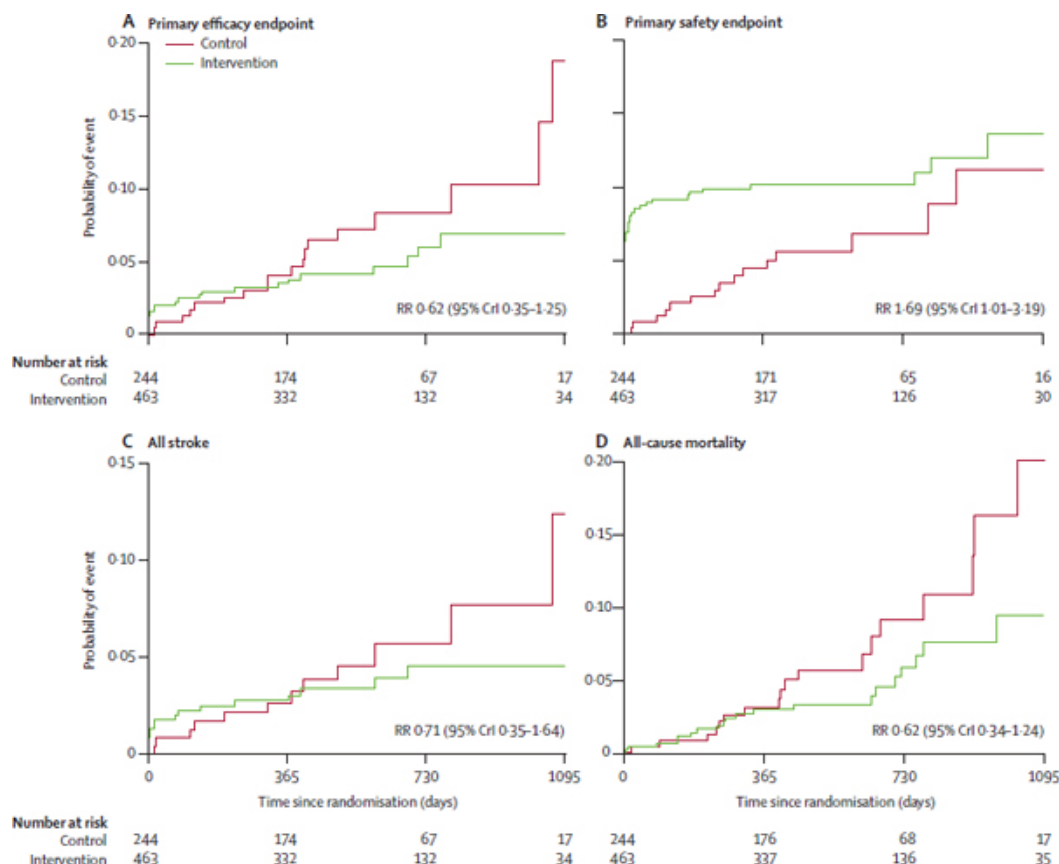 A Primary efficacy endpoint
0·20
Control
Intervention
0·15
0·10
0·05
0
Probability of event
RR 0·62 (95% CrI 0·35–1·25)
Number at risk
Control 244 174 67 17
Intervention 463 332 132 34
B Primary safety endpoint
RR 1·69 (95% CrI 1·01–3·19)
244 171 65 16
463 317 126 30
C All stroke
0·15
0·10
0·05
0
Probability of event
RR 0·71 (95% CrI 0·35–1·64)
0 365 730 1095
Time since randomisation (days)
Number at risk
Control 244 174 67 17
Intervention 463 332 132 34
D All-cause mortality
0·20
0·15
0·10
0·05
0
RR 0·62 (95% CrI 0·34–1·24)
0 365 730 1095
Time since randomisation (days)
244 176 68 17
463 337 136 35